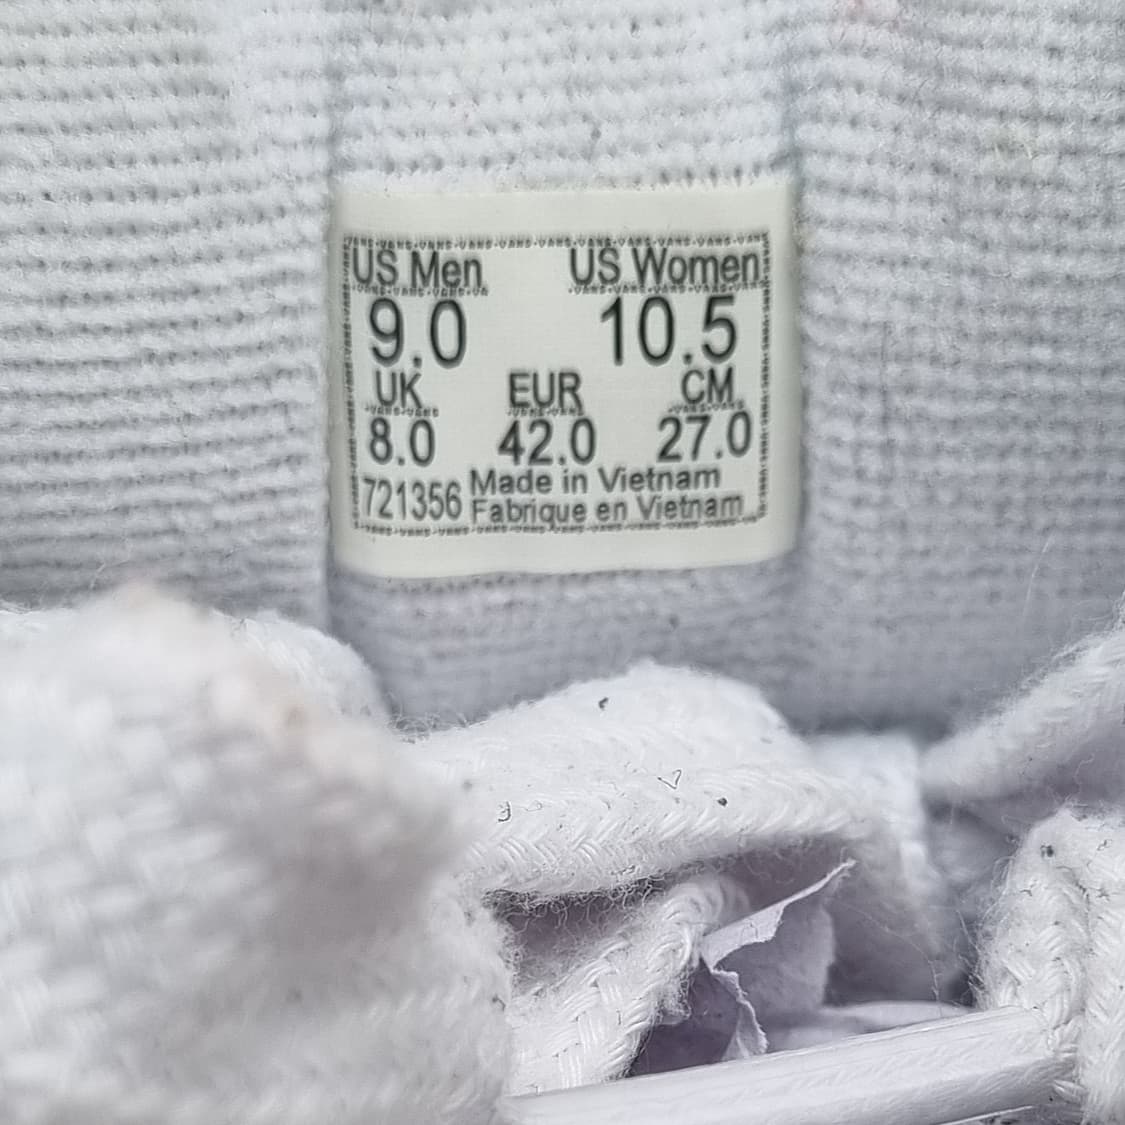 US Men US Women
9.0 10.5
UK EUR CM
8.0 42.0 27.0
721356 Made in Vietnam
Fabrique en Vietnam